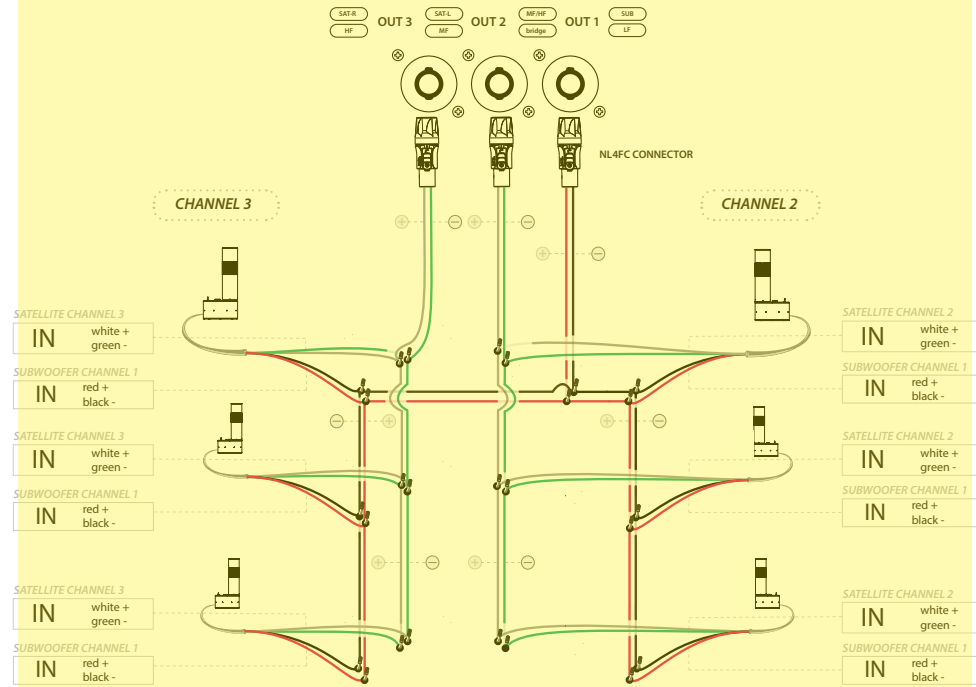 SAT-R
HF
OUT 3
SAT-L
MF
OUT 2
MF/HF
bridge
OUT 1
SUB
LF
NL4FC CONNECTOR
CHANNEL 3
CHANNEL 2
+ -
+ -
+ -
SATELLITE CHANNEL 3
IN white +
green -
SUBWOOFER CHANNEL 1
IN red +
black -
SATELLITE CHANNEL 2
IN white +
green -
SUBWOOFER CHANNEL 1
IN red +
black -
- +
+ -
SATELLITE CHANNEL 3
IN white +
green -
SUBWOOFER CHANNEL 1
IN red +
black -
SATELLITE CHANNEL 2
IN white +
green -
SUBWOOFER CHANNEL 1
IN red +
black -
+ -
+ -
SATELLITE CHANNEL 3
IN white +
green -
SUBWOOFER CHANNEL 1
IN red +
black -
SATELLITE CHANNEL 2
IN white +
green -
SUBWOOFER CHANNEL 1
IN red +
black -